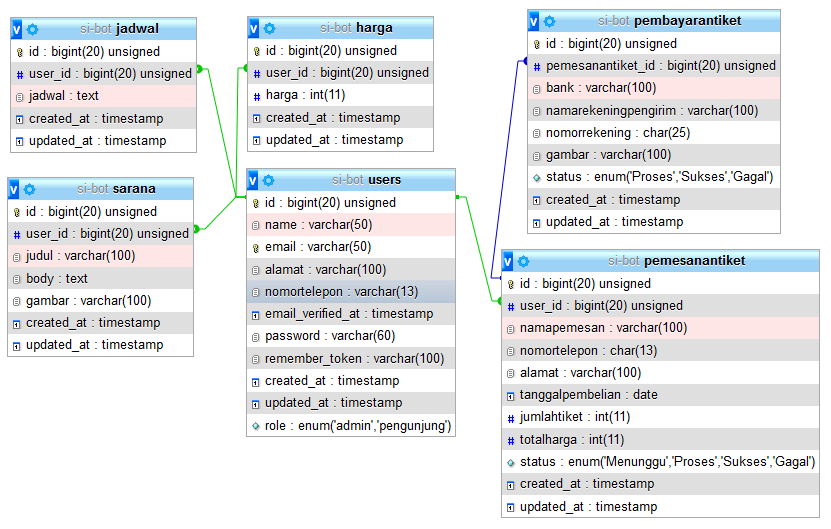 si-bot jadwal
id : bigint(20) unsigned
user_id : bigint(20) unsigned
jadwal : text
created_at : timestamp
updated_at : timestamp
si-bot harga
id : bigint(20) unsigned
user_id : bigint(20) unsigned
harga : int(11)
created_at : timestamp
updated_at : timestamp
si-bot pembayarantiket
id : bigint(20) unsigned
pemesanantiket_id : bigint(20) unsigned
bank : varchar(100)
namarekeningpengirim : varchar(100)
nomorrekening : char(25)
gambar : varchar(100)
status : enum('Proses','Sukses','Gagal')
created_at : timestamp
updated_at : timestamp
si-bot sarana
id : bigint(20) unsigned
user_id : bigint(20) unsigned
judul : varchar(100)
body : text
gambar : varchar(100)
created_at : timestamp
updated_at : timestamp
si-bot users
id : bigint(20) unsigned
name : varchar(50)
email : varchar(50)
alamat : varchar(100)
nomortelepon : varchar(13)
email_verified_at : timestamp
password : varchar(60)
remember_token : varchar(100)
created_at : timestamp
updated_at : timestamp
role : enum('admin','pengunjung')
si-bot pemesanantiket
id : bigint(20) unsigned
user_id : bigint(20) unsigned
namapemesan : varchar(100)
nomortelepon : char(13)
alamat : varchar(100)
tanggalpembelian : date
jumlahtiket : int(11)
totalharga : int(11)
status : enum('Menunggu','Proses','Sukses','Gagal')
created_at : timestamp
updated_at : timestamp